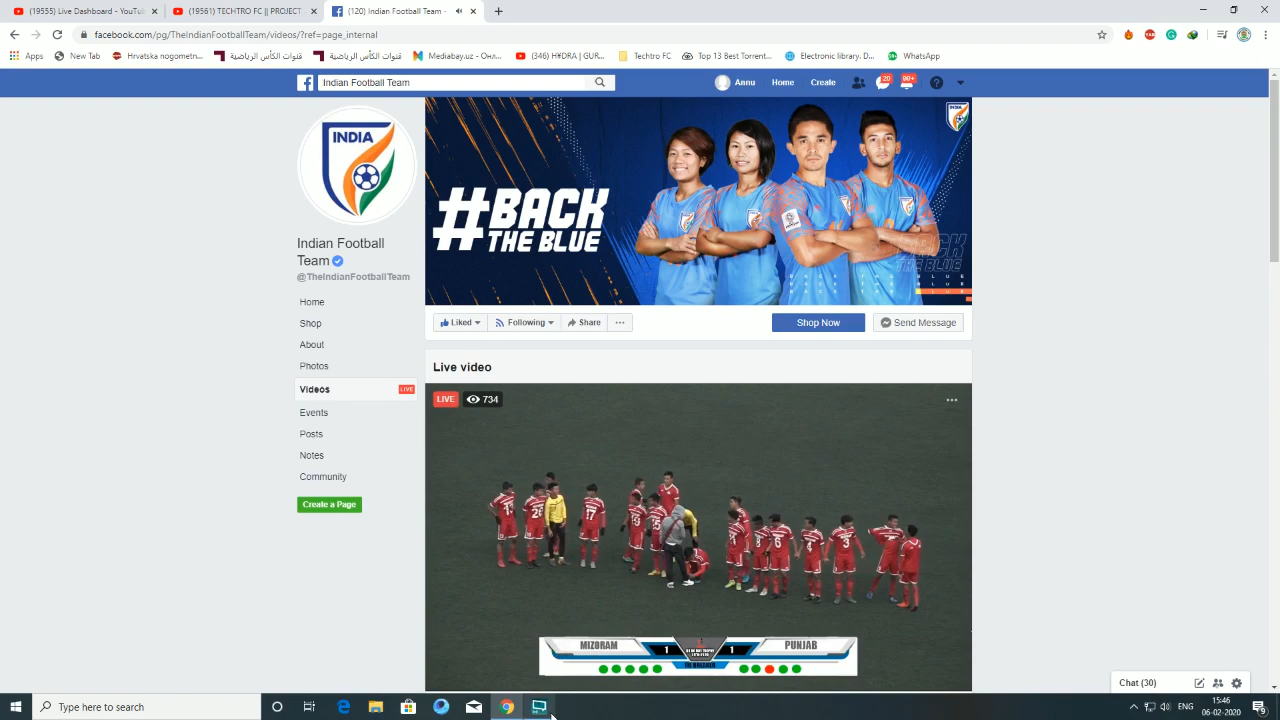 (19555) Live Dashboard - YouTub
(19561) TECHTRO FC || PROJECT
(120) Indian Football Team -
facebook.com/pg/TheIndianFootballTeam/videos/?ref=page_internal
Apps
New Tab
Hrvatska nogometn...
قنوات الكأس الرياضية
قنوات الكأس الرياضية
Mediabay.uz - Онл...
(346) H¥DRA | GUR...
Techtro FC
Top 13 Best Torrent...
Electronic library. D...
WhatsApp
Indian Football Team
Annu
Home
Create
20
99+
INDIA
INDIA
#BACK
THE BLUE
Indian Football
Team
@TheIndianFootballTeam
Home
Shop
About
Photos
Videos LIVE
Events
Posts
Notes
Community
Create a Page
Liked
Following
Share
Shop Now
Send Message
Live video
LIVE 734
MIZORAM 1 1 PUNJAB
TIE BREAKER
Chat (30)
Type here to search
ENG
15:46
06-02-2020